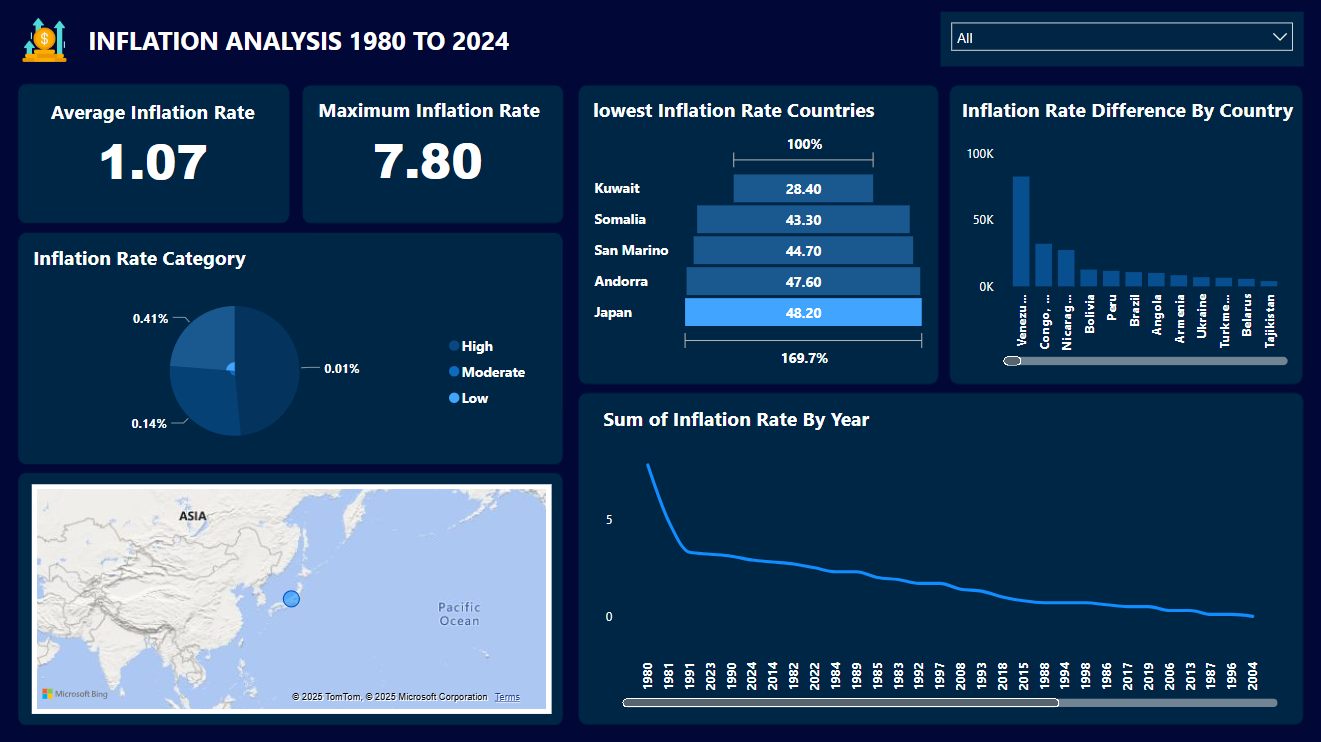 INFLATION ANALYSIS 1980 TO 2024
All
Average Inflation Rate
1.07
Maximum Inflation Rate
7.80
lowest Inflation Rate Countries
100%
Kuwait 28.40
Somalia 43.30
San Marino 44.70
Andorra 47.60
Japan 48.20
169.7%
Inflation Rate Difference By Country
100K
50K
0K
Venezu...
Congo, ...
Nicarag...
Bolivia
Peru
Brazil
Angola
Armenia
Ukraine
Turkme...
Belarus
Tajikistan
Inflation Rate Category
0.41%
0.01%
0.14%
High
Moderate
Low
ASIA
Pacific
Ocean
Microsoft Bing
© 2025 TomTom, © 2025 Microsoft Corporation Terms
Sum of Inflation Rate By Year
5
0
1980
1981
1991
2023
1990
2024
2014
1982
2022
1984
1989
1985
1983
1992
1997
2008
1993
2018
2015
1988
1994
1998
1986
2017
2019
2006
2013
1987
1996
2004